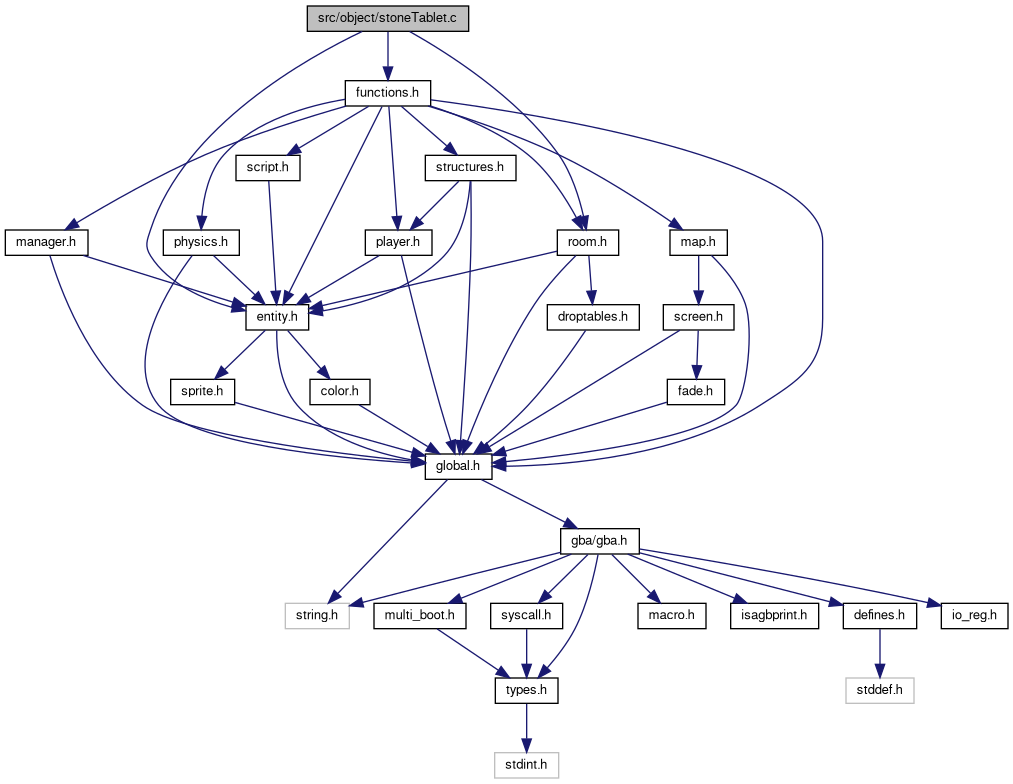 src/object/stoneTablet.c
functions.h
script.h
structures.h
manager.h
physics.h
player.h
room.h
map.h
entity.h
droptables.h
screen.h
sprite.h
color.h
fade.h
global.h
gba/gba.h
string.h
multi_boot.h
syscall.h
macro.h
isagbprint.h
defines.h
io_reg.h
types.h
stddef.h
stdint.h